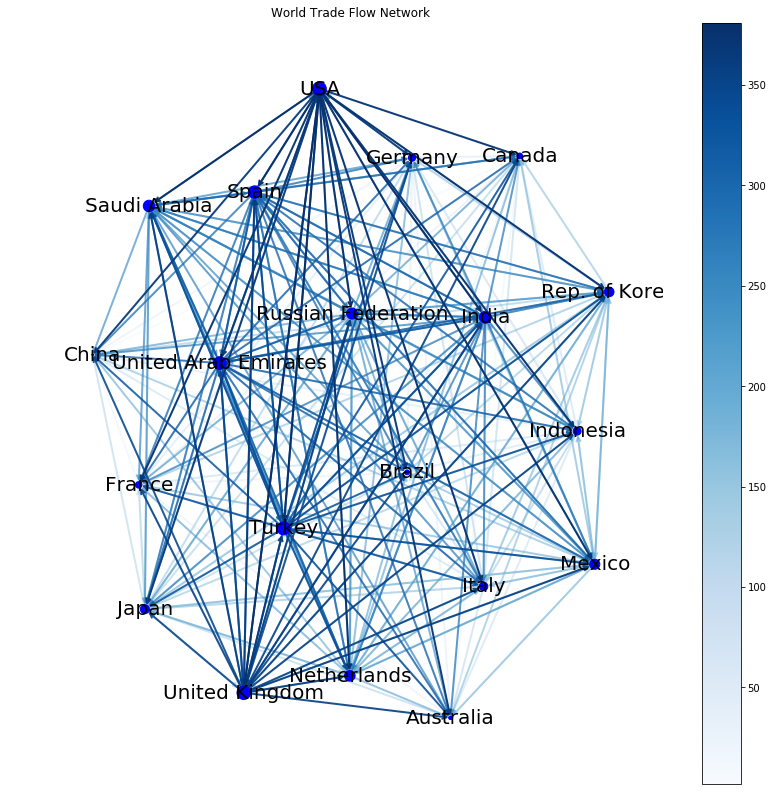 World Trade Flow Network
USA
Germany
Canada
Spain
Saudi Arabia
Rep. of Kore
Russian Federation
India
China
United Arab Emirates
Indonesia
Brazil
France
Turkey
Mexico
Italy
Japan
Netherlands
United Kingdom
Australia
350
300
250
200
150
100
50